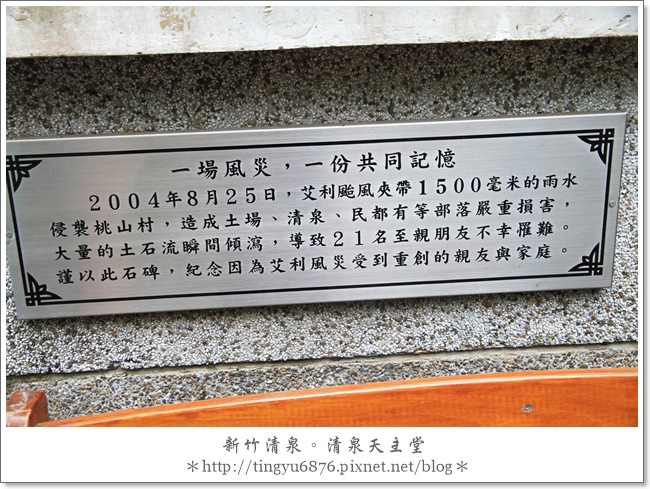 一場風災，一份共同記憶
2004年8月25日，艾利颱風夾帶1500毫米的雨水
侵襲桃山村，造成土場、清泉、民都有等部落嚴重損害，
大量的土石流瞬間傾瀉，導致21名至親朋友不幸罹難。
謹以此石碑，紀念因為艾利風災受到重創的親友與家庭。
新竹清泉。清泉天主堂
＊http://tingyu6876.pixnet.net/blog＊